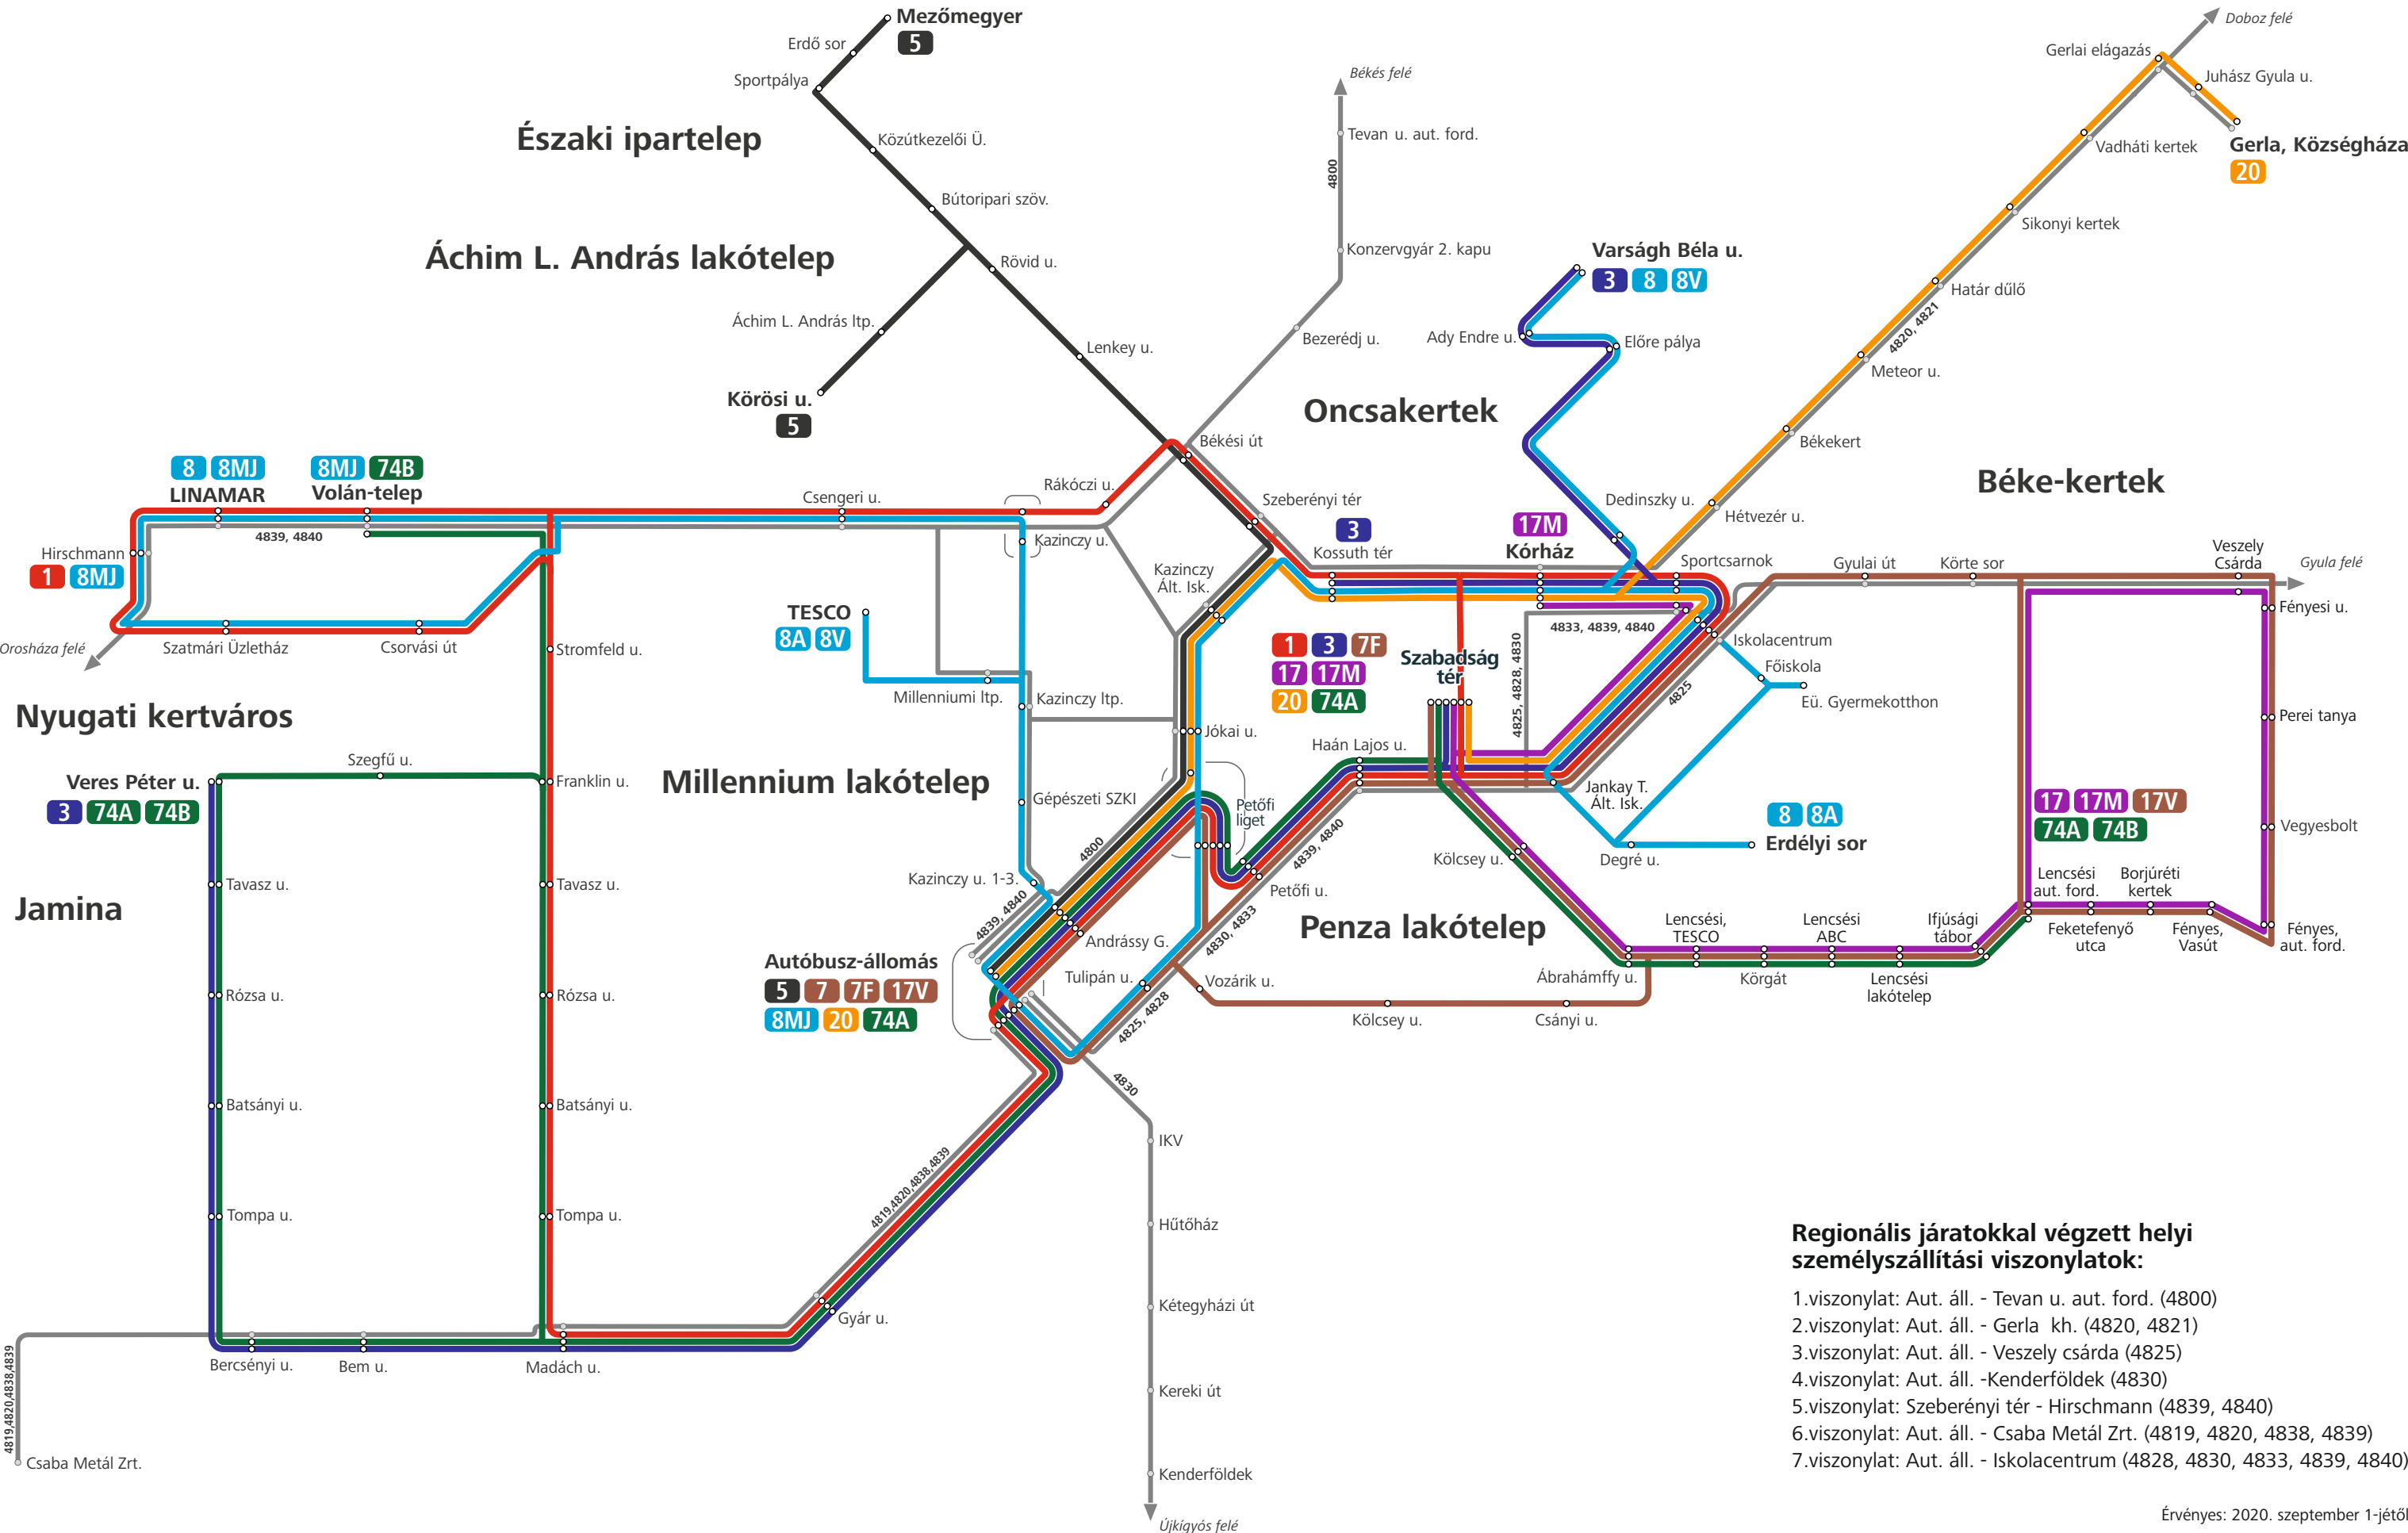 Mezőmegyer
5
Erdő sor
Sportpálya
Északi ipartelep
Közútkezelői Ü.
Bútoripari szöv.
Áchim L. András lakótelep
Rövid u.
Áchim L. András ltp.
Lenkey u.
Körösi u.
5
Békés felé
Tevan u. aut. ford.
4800
Konzervgyár 2. kapu
Bezerédj u.
Békési út
Oncsakertek
Varságh Béla u.
3 8 8V
Ady Endre u.
Előre pálya
Dedinszky u.
Doboz felé
Gerlai elágazás
Juhász Gyula u.
Gerla, Községháza
20
Vadháti kertek
Sikonyi kertek
Határ dűlő
4820, 4821
Meteor u.
Békekert
Hétvezér u.
Béke-kertek
8 8MJ
LINAMAR
8MJ 74B
Volán-telep
4839, 4840
Hirschmann
1 8MJ
Orosháza felé
Szatmári Üzletház
Csorvási út
Csengeri u.
Rákóczi u.
Kazinczy u.
Szeberényi tér
3
Kossuth tér
17M
Kórház
Sportcsarnok
Gyulai út
Körte sor
Veszely
Csárda
Gyula felé
Fényesi u.
Kazinczy
Ált. Isk.
TESCO
8A 8V
Millenniumi ltp.
Kazinczy ltp.
Stromfeld u.
Nyugati kertváros
1 3 7F
17 17M
20 74A
Szabadság
tér
4833, 4839, 4840
4825, 4828, 4830
4825
Iskolacentrum
Főiskola
Eü. Gyermekotthon
Perei tanya
Jókai u.
Haán Lajos u.
Szegfű u.
Veres Péter u.
3 74A 74B
Franklin u.
Millennium lakótelep
Gépészeti SZKI
Petőfi
liget
Jankay T.
Ált. Isk.
8 8A
Erdélyi sor
Degré u.
17 17M 17V
74A 74B
Vegyesbolt
4800
4839, 4840
Kölcsey u.
Jamina
Tavasz u.
Tavasz u.
Kazinczy u. 1-3.
4839, 4840
Petőfi u.
4830, 4833
Penza lakótelep
Lencsési
aut. ford.
Borjúréti
kertek
Lencsési,
TESCO
Lencsési
ABC
Ifjúsági
tábor
Feketefenyő
utca
Fényes,
Vasút
Fényes,
aut. ford.
Andrássy G.
Autóbusz-állomás
5 7 7F 17V
8MJ 20 74A
Tulipán u.
Vozárik u.
Ábrahámffy u.
Körgát
Lencsési
lakótelep
4825, 4828
Kölcsey u.
Csányi u.
Rózsa u.
Rózsa u.
4830
Batsányi u.
Batsányi u.
IKV
4819,4820,4838,4839
Tompa u.
Tompa u.
Hűtőház
Kétegyházi út
Gyár u.
Bercsényi u.
Bem u.
Madách u.
Kereki út
4819,4820,4838,4839
Csaba Metál Zrt.
Kenderföldek
Újkígyós felé
Regionális járatokkal végzett helyi
személyszállítási viszonylatok:
1.viszonylat: Aut. áll. - Tevan u. aut. ford. (4800)
2.viszonylat: Aut. áll. - Gerla kh. (4820, 4821)
3.viszonylat: Aut. áll. - Veszely csárda (4825)
4.viszonylat: Aut. áll. -Kenderföldek (4830)
5.viszonylat: Szeberényi tér - Hirschmann (4839, 4840)
6.viszonylat: Aut. áll. - Csaba Metál Zrt. (4819, 4820, 4838, 4839)
7.viszonylat: Aut. áll. - Iskolacentrum (4828, 4830, 4833, 4839, 4840)
Érvényes: 2020. szeptember 1-jétől